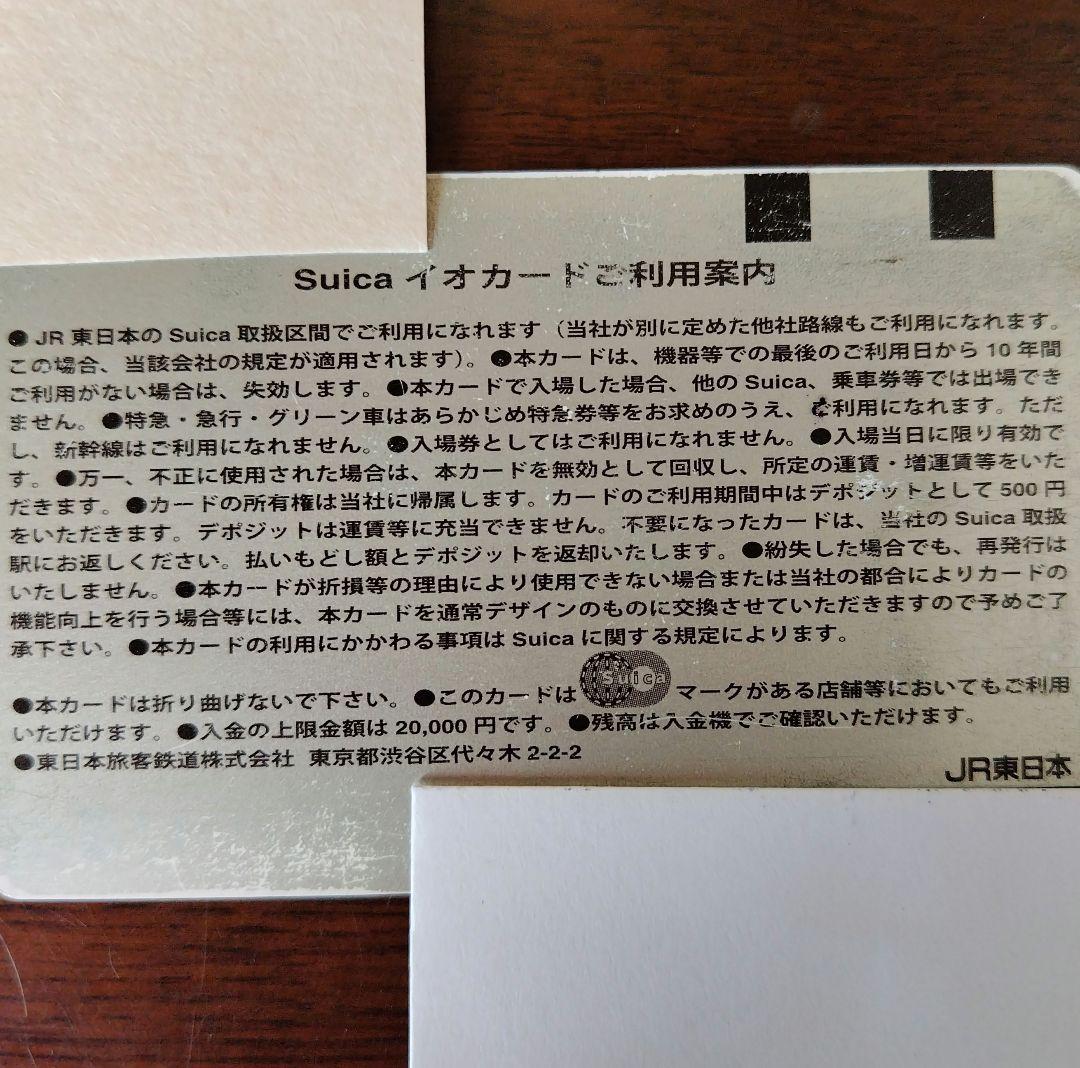 Suica イオカードご利用案内
●JR 東日本の Suica 取扱区間でご利用になれます（当社が別に定めた他社路線もご利用になれます。
この場合、当該会社の規定が適用されます）。●本カードは、機器等での最後のご利用日から 10 年間
ご利用がない場合は、失効します。●本カードで入場した場合、他の Suica、乗車券等では出場でき
ません。●特急・急行・グリーン車はあらかじめ特急券等をお求めのうえ、ご利用になれます。ただ
し、新幹線はご利用になれません。●入場券としてはご利用になれません。●入場当日に限り有効で
す。●万一、不正に使用された場合は、本カードを無効として回収し、所定の運賃・増運賃等をいた
だきます。●カードの所有権は当社に帰属します。カードのご利用期間中はデポジットとして 500 円
をいただきます。デポジットは運賃等に充当できません。不要になったカードは、当社の Suica 取扱
駅にお返しください。払いもどし額とデポジットを返却いたします。●紛失した場合でも、再発行は
いたしません。●本カードが折損等の理由により使用できない場合または当社の都合によりカードの
機能向上を行う場合等には、本カードを通常デザインのものに交換させていただきますので予めご了
承下さい。●本カードの利用にかかわる事項は Suica に関する規定によります。
●本カードは折り曲げないで下さい。●このカードは Suica マークがある店舗等においてもご利用
いただけます。●入金の上限金額は 20,000 円です。●残高は入金機でご確認いただけます。
●東日本旅客鉄道株式会社 東京都渋谷区代々木 2-2-2
JR東日本